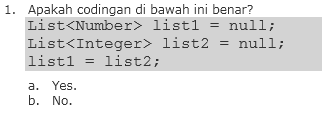 1. Apakah codingan di bawah ini benar?
List<Number> list1 = null;
List<Integer> list2 = null;
list1 = list2;
a. Yes.
b. No.